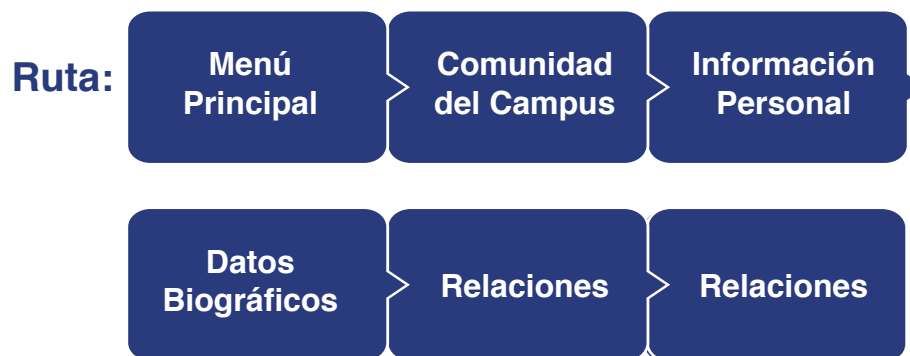 Ruta:
Menú
Principal
Comunidad
del Campus
Información
Personal
Datos
Biográficos
Relaciones
Relaciones